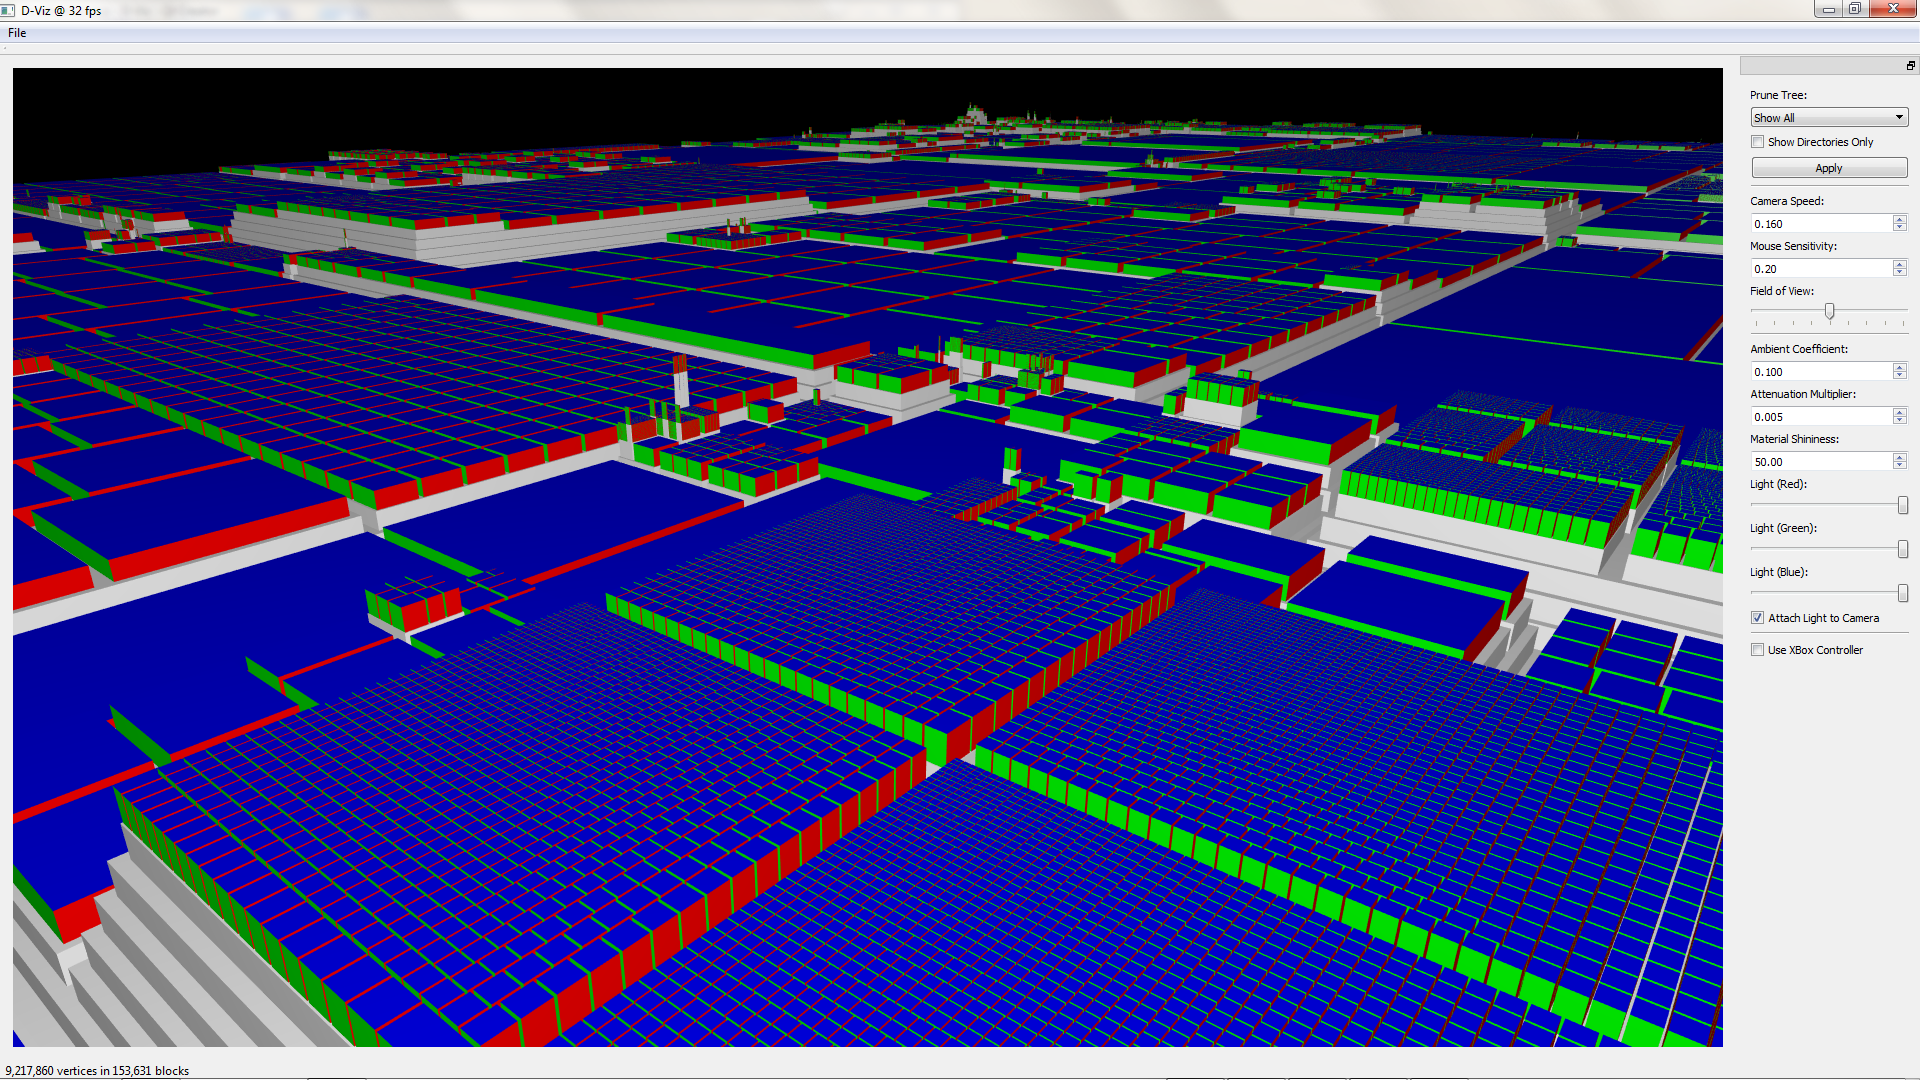 D-Viz @ 32 fps
File
Prune Tree:
Show All
Show Directories Only
Apply
Camera Speed:
0.160
Mouse Sensitivity:
0.20
Field of View:
Ambient Coefficient:
0.100
Attenuation Multiplier:
0.005
Material Shininess:
50.00
Light (Red):
Light (Green):
Light (Blue):
Attach Light to Camera
Use XBox Controller
9,217,860 vertices in 153,631 blocks